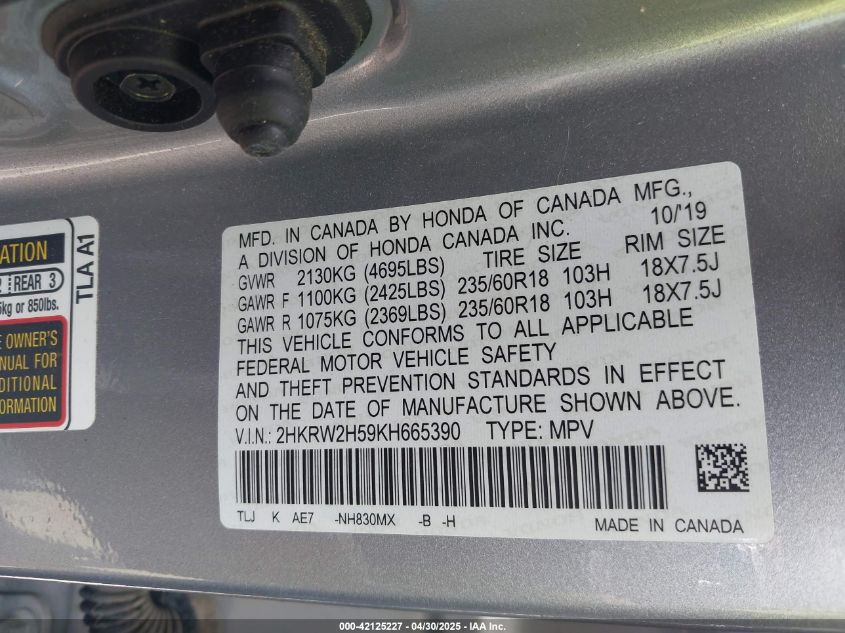 ATION
2 REAR 3
5kg or 850lbs.
E OWNER'S
ANUAL FOR
DITIONAL
FORMATION
TLA A1
MFD. IN CANADA BY HONDA OF CANADA MFG.,
A DIVISION OF HONDA CANADA INC. 10/'19
GVWR 2130KG (4695LBS) TIRE SIZE RIM SIZE
GAWR F 1100KG (2425LBS) 235/60R18 103H 18X7.5J
GAWR R 1075KG (2369LBS) 235/60R18 103H 18X7.5J
THIS VEHICLE CONFORMS TO ALL APPLICABLE
FEDERAL MOTOR VEHICLE SAFETY
AND THEFT PREVENTION STANDARDS IN EFFECT
ON THE DATE OF MANUFACTURE SHOWN ABOVE.
V.I.N.: 2HKRW2H59KH665390 TYPE: MPV
TLJ K AE7 -NH830MX -B -H
MADE IN CANADA
000-42125227 - 04/30/2025 - IAA Inc.